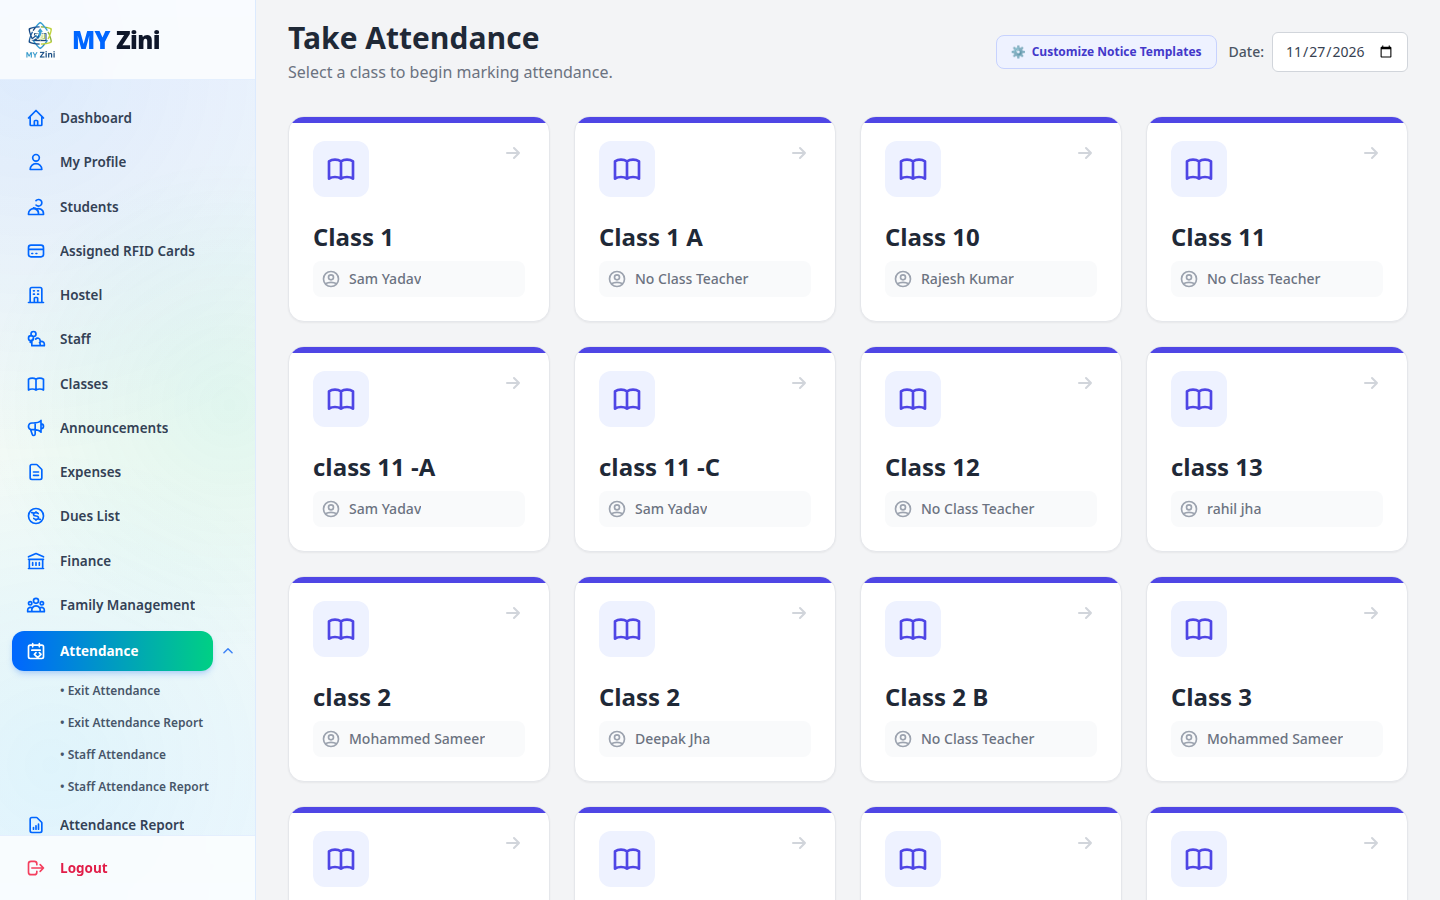 MY Zini
MY Zini
Dashboard
My Profile
Students
Assigned RFID Cards
Hostel
Staff
Classes
Announcements
Expenses
Dues List
Finance
Family Management
Attendance
• Exit Attendance
• Exit Attendance Report
• Staff Attendance
• Staff Attendance Report
Attendance Report
Logout
Take Attendance
Select a class to begin marking attendance.
Customize Notice Templates
Date: 11/27/2026
Class 1
Sam Yadav
Class 1 A
No Class Teacher
Class 10
Rajesh Kumar
Class 11
No Class Teacher
class 11 -A
Sam Yadav
class 11 -C
Sam Yadav
Class 12
No Class Teacher
class 13
rahil jha
class 2
Mohammed Sameer
Class 2
Deepak Jha
Class 2 B
No Class Teacher
Class 3
Mohammed Sameer